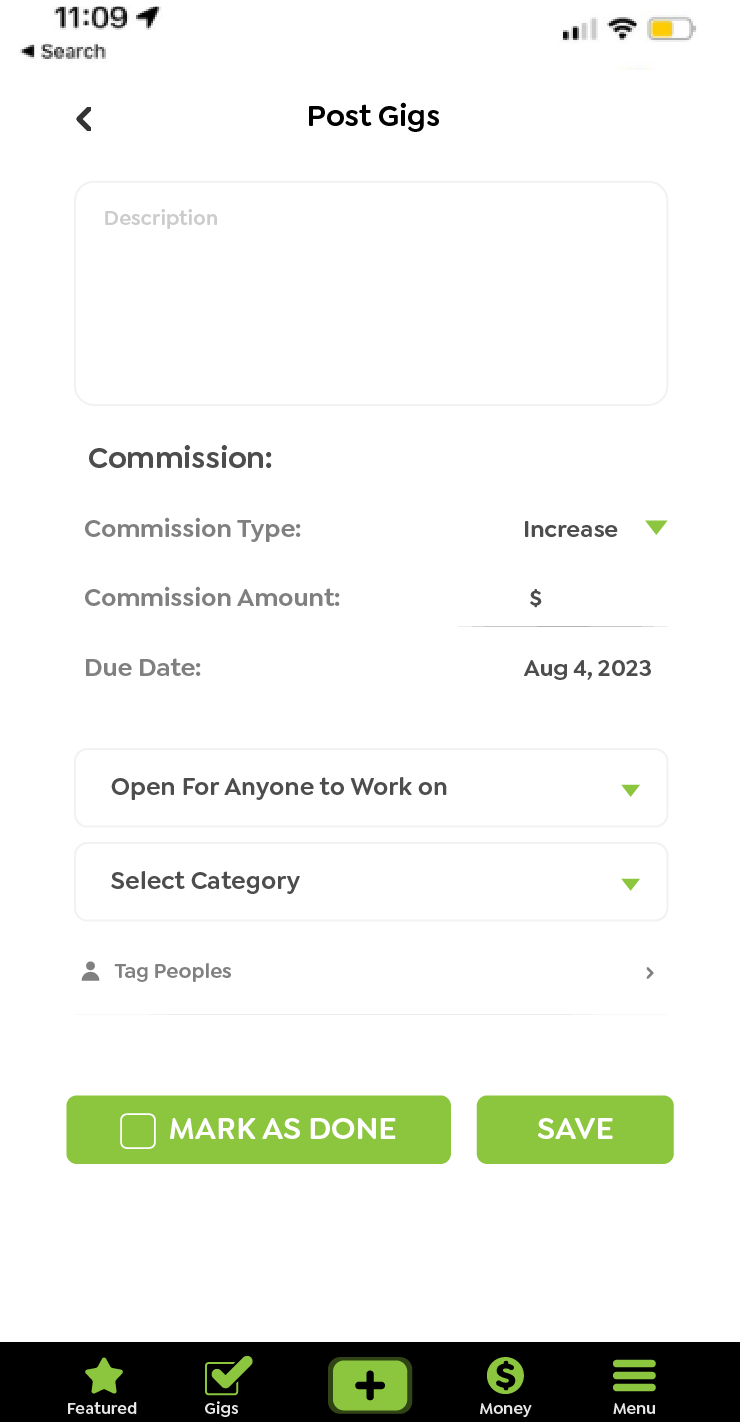 11:09
Search
Post Gigs
Description
Commission:
Commission Type: Increase
Commission Amount: $
Due Date: Aug 4, 2023
Open For Anyone to Work on
Select Category
Tag Peoples
MARK AS DONE SAVE
Featured Gigs Money Menu